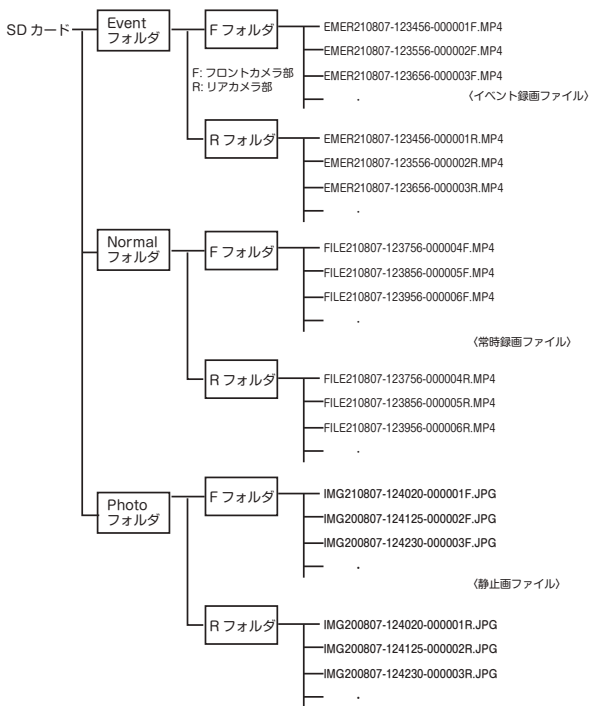 SD カード
Event
フォルダ
F フォルダ
EMER210807-123456-000001F.MP4
EMER210807-123556-000002F.MP4
EMER210807-123656-000003F.MP4
.
F: フロントカメラ部
R: リアカメラ部
〈イベント録画ファイル〉
R フォルダ
EMER210807-123456-000001R.MP4
EMER210807-123556-000002R.MP4
EMER210807-123656-000003R.MP4
.
Normal
フォルダ
F フォルダ
FILE210807-123756-000004F.MP4
FILE210807-123856-000005F.MP4
FILE210807-123956-000006F.MP4
.
〈常時録画ファイル〉
R フォルダ
FILE210807-123756-000004R.MP4
FILE210807-123856-000005R.MP4
FILE210807-123956-000006R.MP4
.
Photo
フォルダ
F フォルダ
IMG210807-124020-000001F.JPG
IMG200807-124125-000002F.JPG
IMG200807-124230-000003F.JPG
.
〈静止画ファイル〉
R フォルダ
IMG200807-124020-000001R.JPG
IMG200807-124125-000002R.JPG
IMG200807-124230-000003R.JPG
.